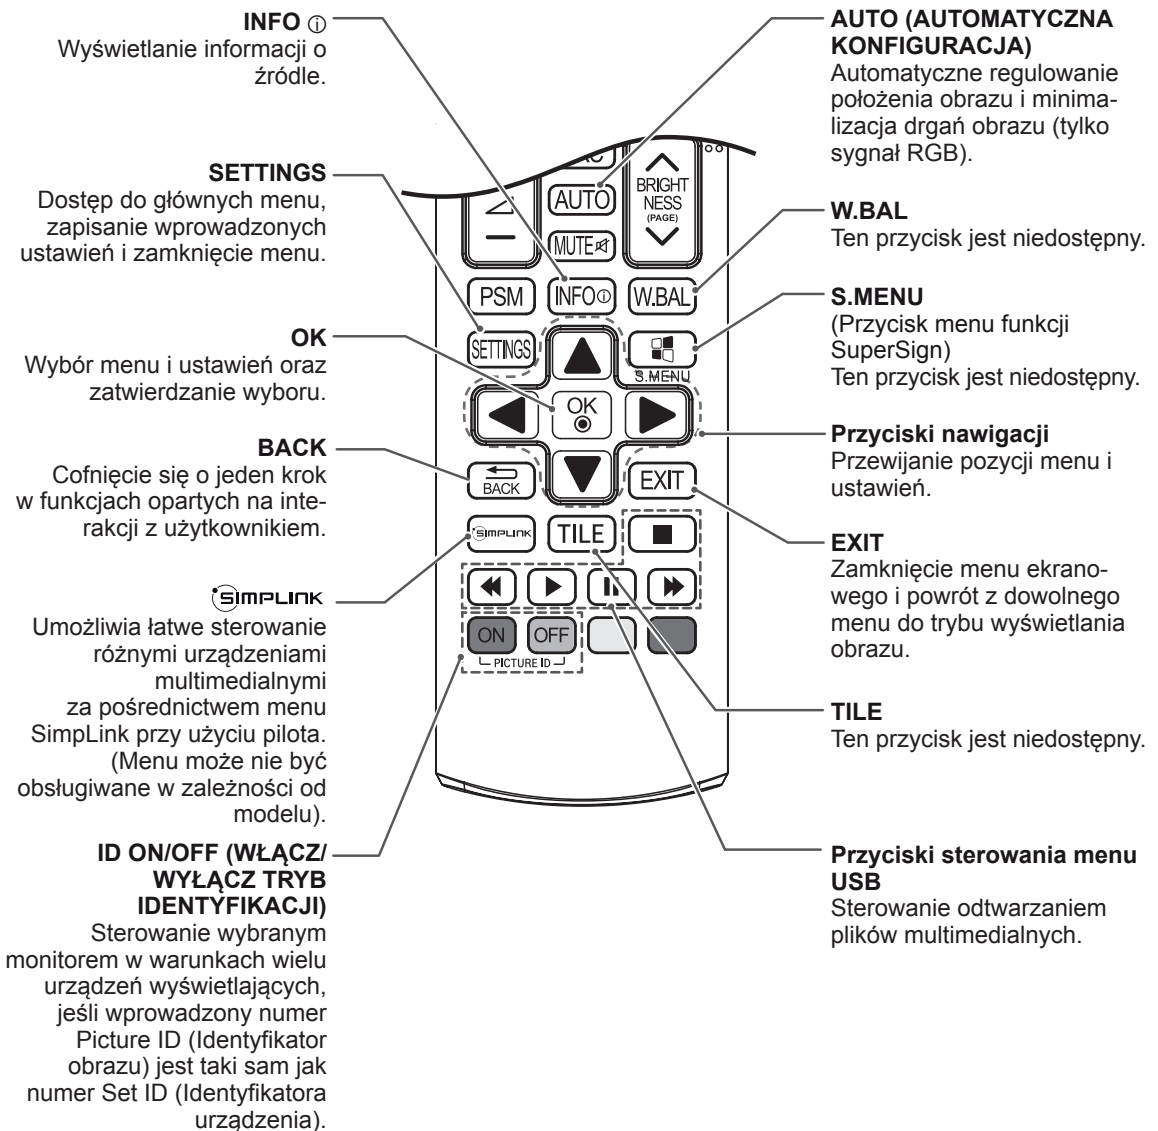 INFO ⓘ
Wyświetlanie informacji o
źródle.
SETTINGS
Dostęp do głównych menu,
zapisanie wprowadzonych
ustawień i zamknięcie menu.
OK
Wybór menu i ustawień oraz
zatwierdzanie wyboru.
BACK
Cofnięcie się o jeden krok
w funkcjach opartych na inte-
rakcji z użytkownikiem.
SIMPLINK
Umożliwia łatwe sterowanie
różnymi urządzeniami
multimedialnymi
za pośrednictwem menu
SimpLink przy użyciu pilota.
(Menu może nie być
obsługiwane w zależności od
modelu).
ID ON/OFF (WŁĄCZ/
WYŁĄCZ TRYB
IDENTYFIKACJI)
Sterowanie wybranym
monitorem w warunkach wielu
urządzeń wyświetlających,
jeśli wprowadzony numer
Picture ID (Identyfikator
obrazu) jest taki sam jak
numer Set ID (Identyfikatora
urządzenia).
AUTO
BRIGHT
NESS
(PAGE)
MUTE
PSM
INFO ⓘ
W.BAL
SETTINGS
S.MENU
OK
BACK
EXIT
SIMPLINK
TILE
ON
OFF
PICTURE ID
AUTO (AUTOMATYCZNA
KONFIGURACJA)
Automatyczne regulowanie
położenia obrazu i minima-
lizacja drgań obrazu (tylko
sygnał RGB).
W.BAL
Ten przycisk jest niedostępny.
S.MENU
(Przycisk menu funkcji
SuperSign)
Ten przycisk jest niedostępny.
Przyciski nawigacji
Przewijanie pozycji menu i
ustawień.
EXIT
Zamknięcie menu ekrano-
wego i powrót z dowolnego
menu do trybu wyświetlania
obrazu.
TILE
Ten przycisk jest niedostępny.
Przyciski sterowania menu
USB
Sterowanie odtwarzaniem
plików multimedialnych.